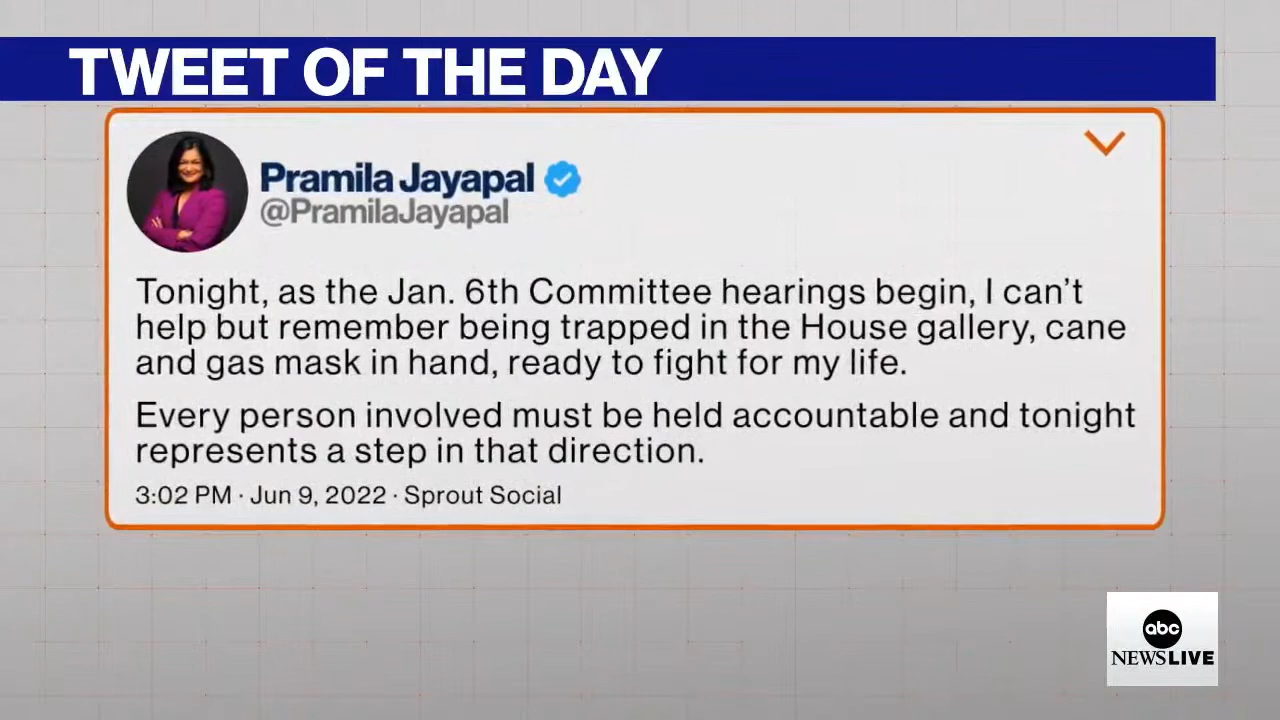 TWEET OF THE DAY
Pramila Jayapal
@PramilaJayapal
Tonight, as the Jan. 6th Committee hearings begin, I can't
help but remember being trapped in the House gallery, cane
and gas mask in hand, ready to fight for my life.
Every person involved must be held accountable and tonight
represents a step in that direction.
3:02 PM · Jun 9, 2022 · Sprout Social
abc
NEWSLIVE